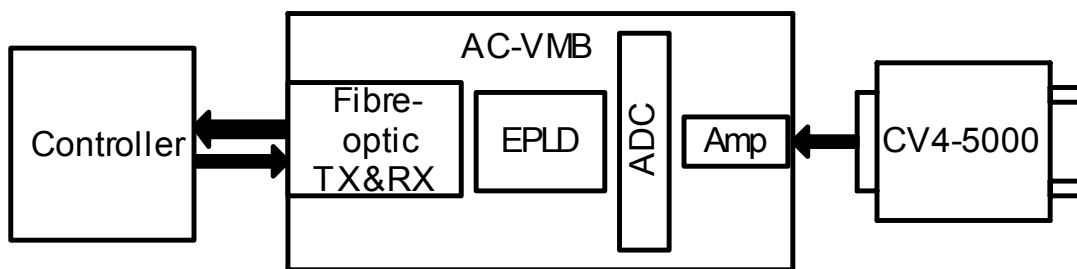 Controller
AC-VMB
Fibre-
optic
TX&RX
EPLD
ADC
Amp
CV4-5000